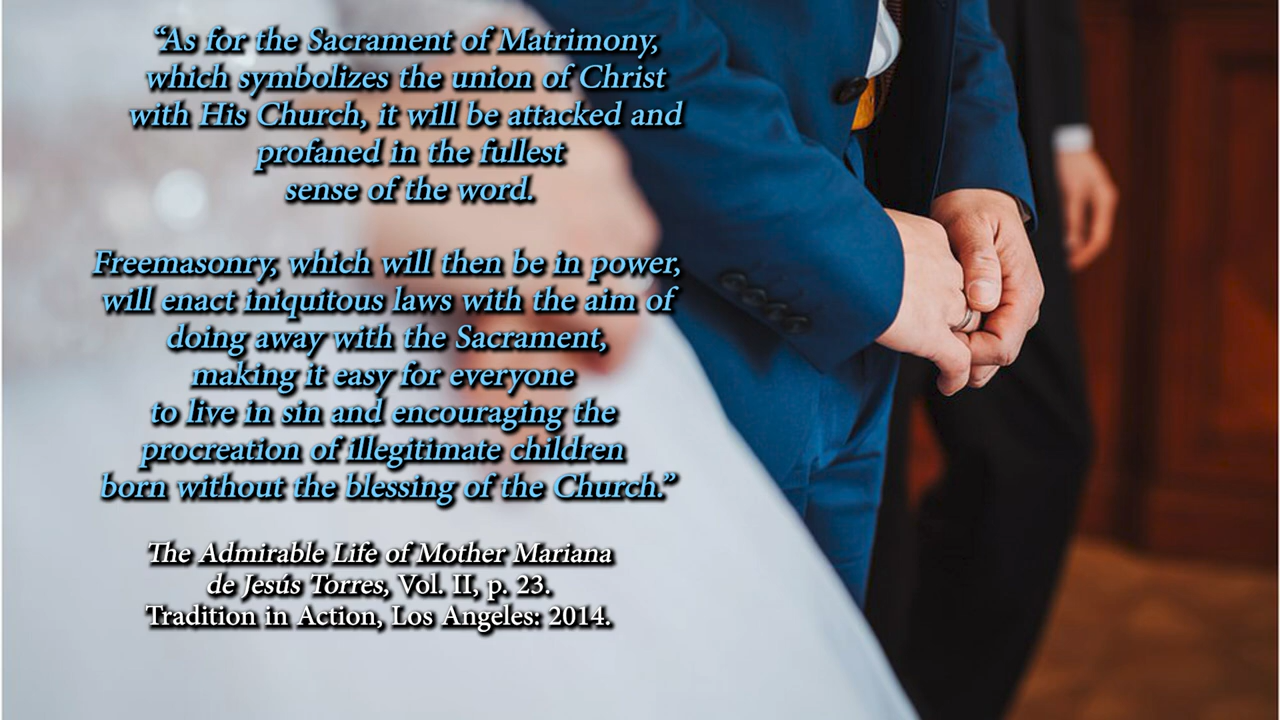 “As for the Sacrament of Matrimony,
which symbolizes the union of Christ
with His Church, it will be attacked and
profaned in the fullest
sense of the word.
Freemasonry, which will then be in power,
will enact iniquitous laws with the aim of
doing away with the Sacrament,
making it easy for everyone
to live in sin and encouraging the
procreation of illegitimate children
born without the blessing of the Church.”
The Admirable Life of Mother Mariana
de Jesús Torres, Vol. II, p. 23.
Tradition in Action, Los Angeles: 2014.